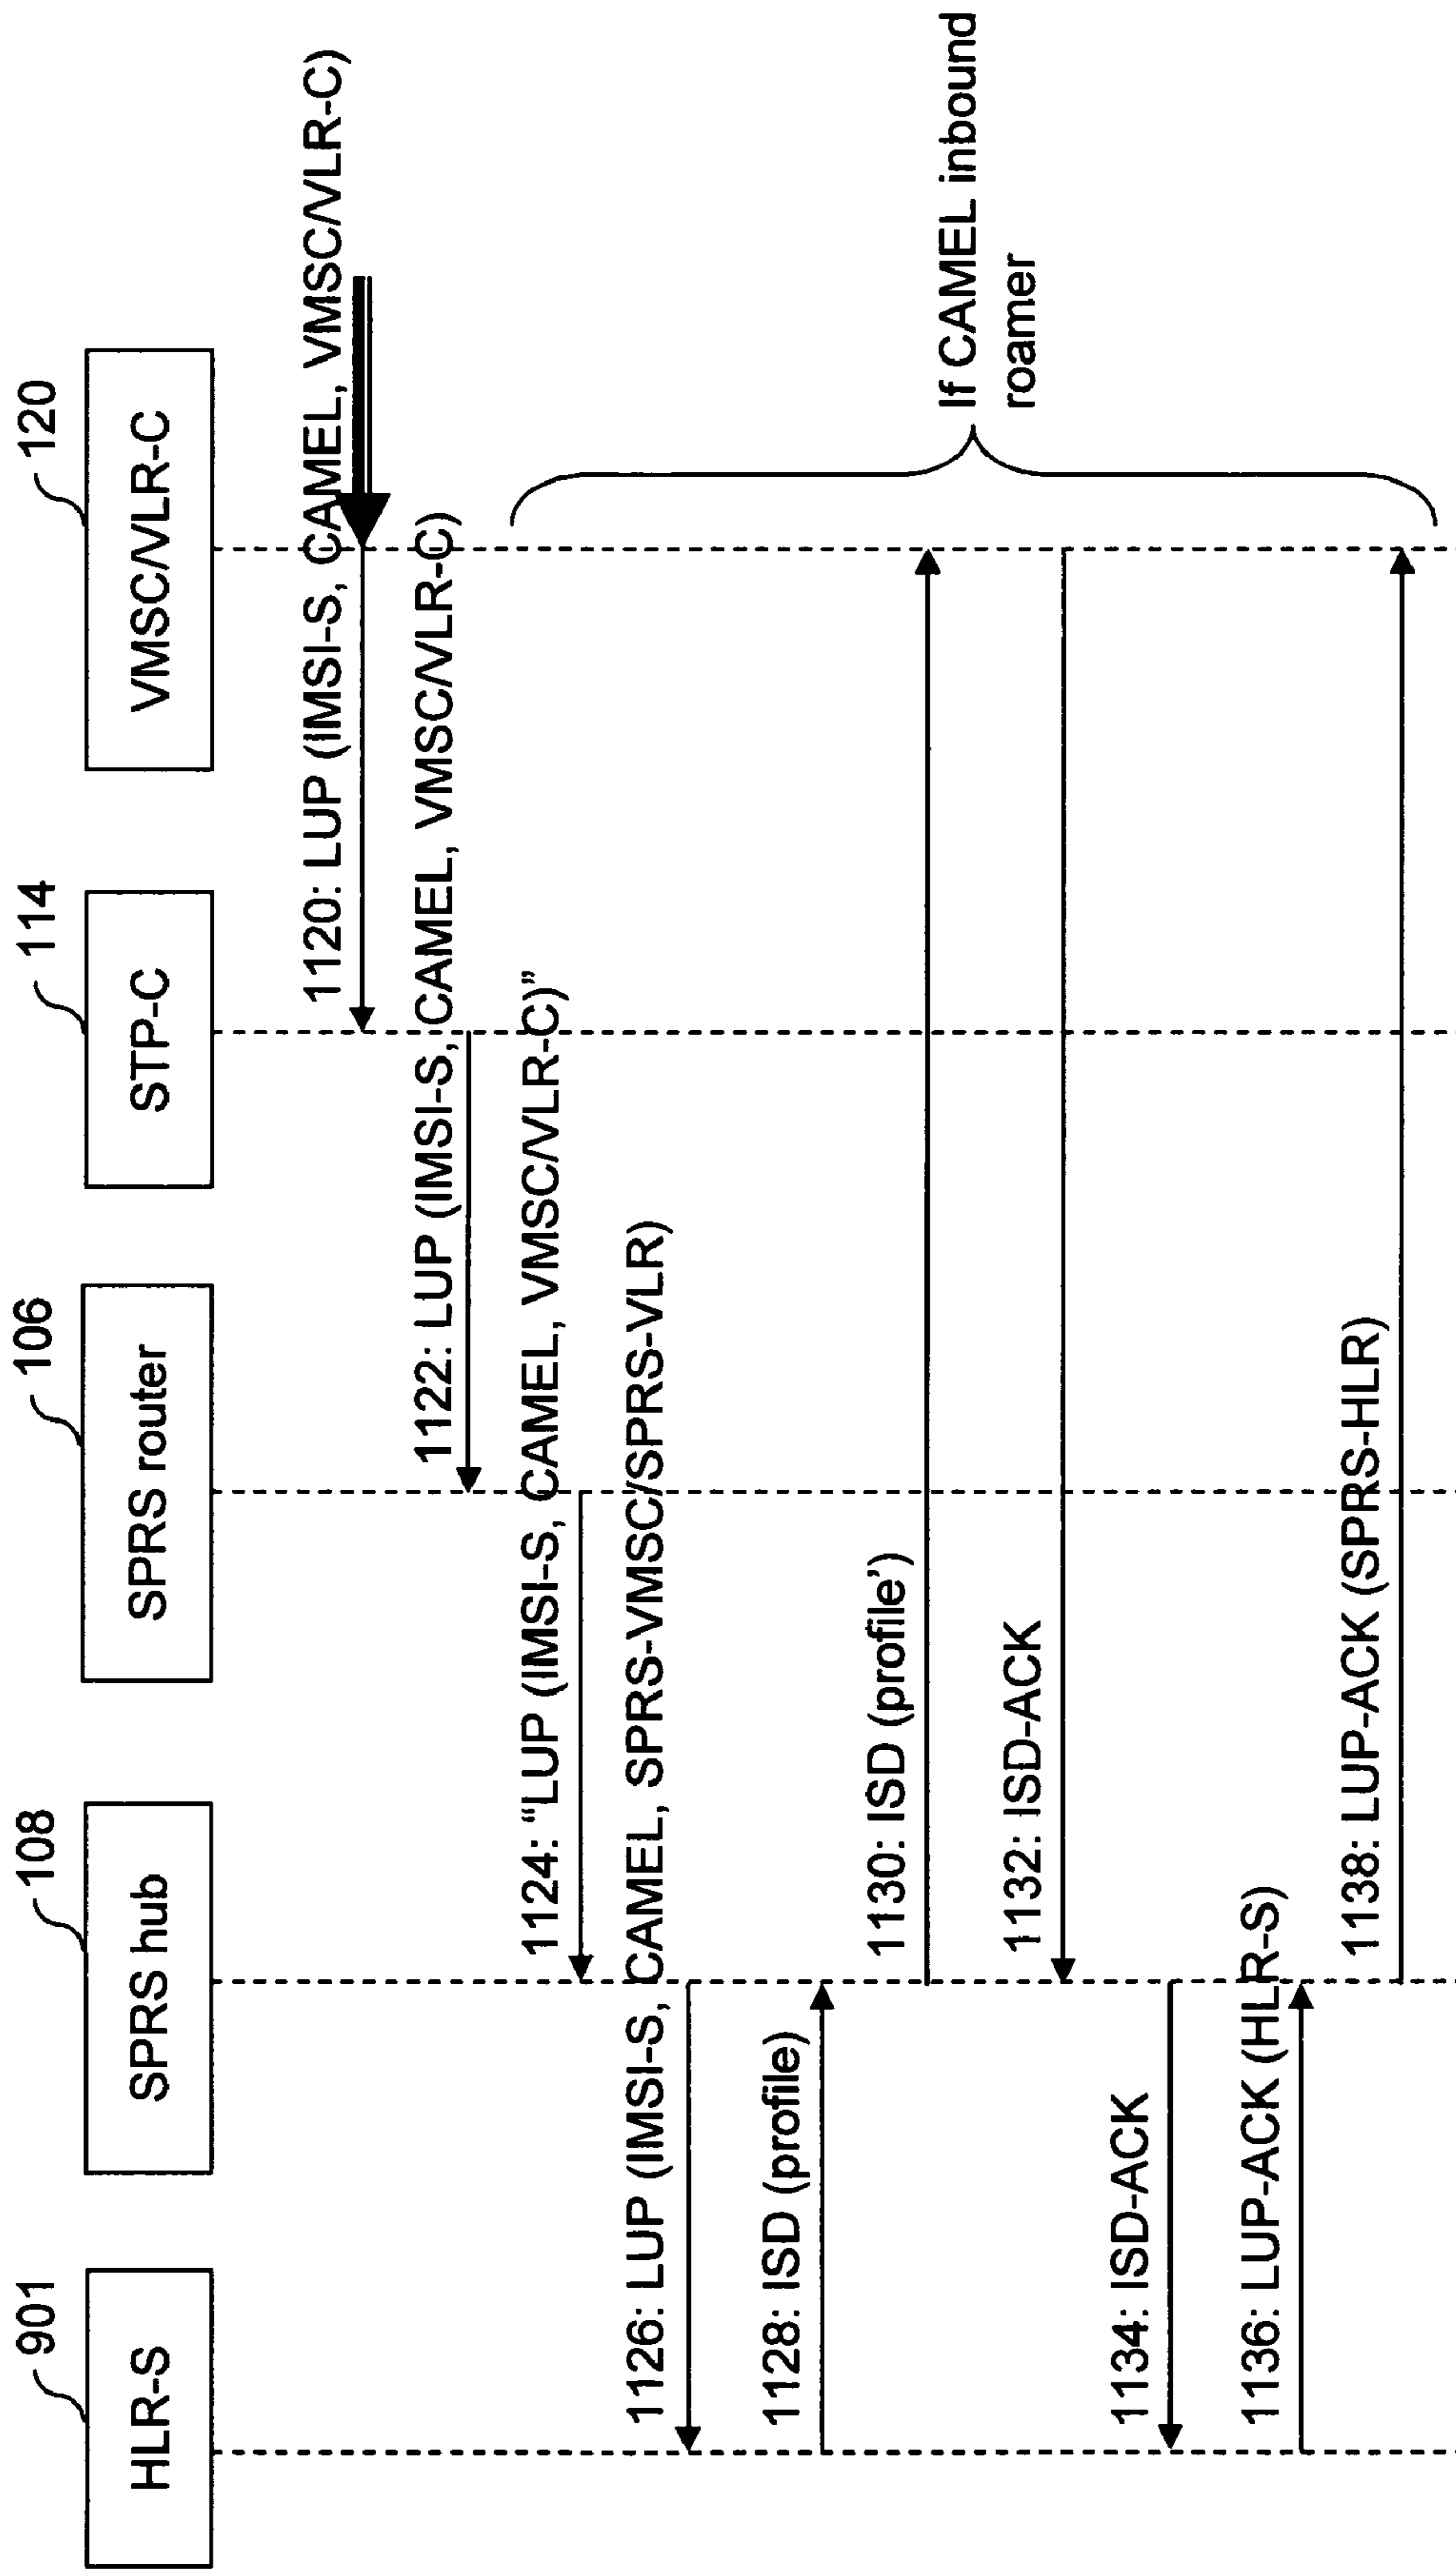 901
HLR-S
108
SPRS hub
106
SPRS router
114
STP-C
120
VMSC/VLR-C
1120: LUP (IMSI-S, CAMEL, VMSC/VLR-C)
1122: LUP (IMSI-S, CAMEL, VMSC/VLR-C)
1124: “LUP (IMSI-S, CAMEL, VMSC/VLR-C)”
1126: LUP (IMSI-S, CAMEL, SPRS-VMSC/SPRS-VLR)
1128: ISD (profile)
1130: ISD (profile’)
If CAMEL inbound
roamer
1132: ISD-ACK
1134: ISD-ACK
1136: LUP-ACK (HLR-S)
1138: LUP-ACK (SPRS-HLR)